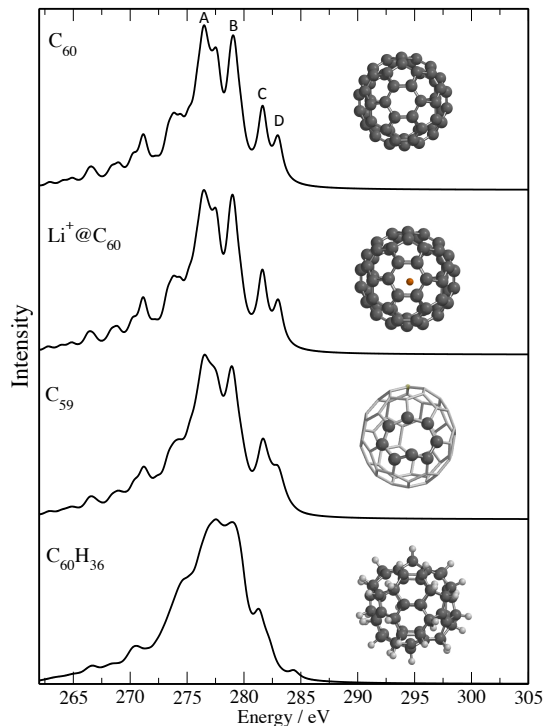 C₆₀
A
B
C
D
Li⁺@C₆₀
Intensity
C₅₉
C₆₀H₃₆
265 270 275 280 285 290 295 300 305
Energy / eV